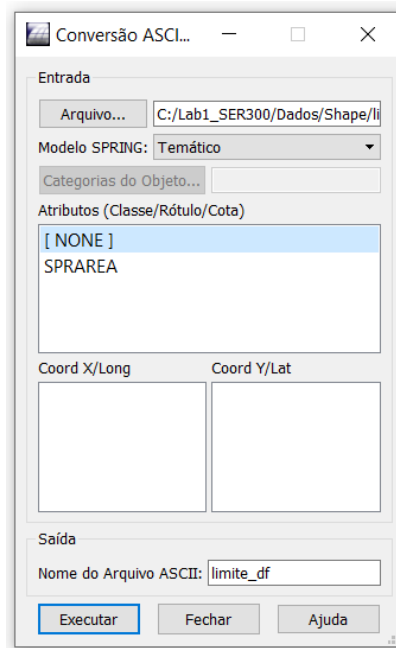 Conversão ASCI...
Entrada
Arquivo... C:/Lab1_SER300/Dados/Shape/li
Modelo SPRING: Temático
Categorias do Objeto...
Atributos (Classe/Rótulo/Cota)
[ NONE ]
SPRAREA
Coord X/Long Coord Y/Lat
Saída
Nome do Arquivo ASCII: limite_df
Executar Fechar Ajuda